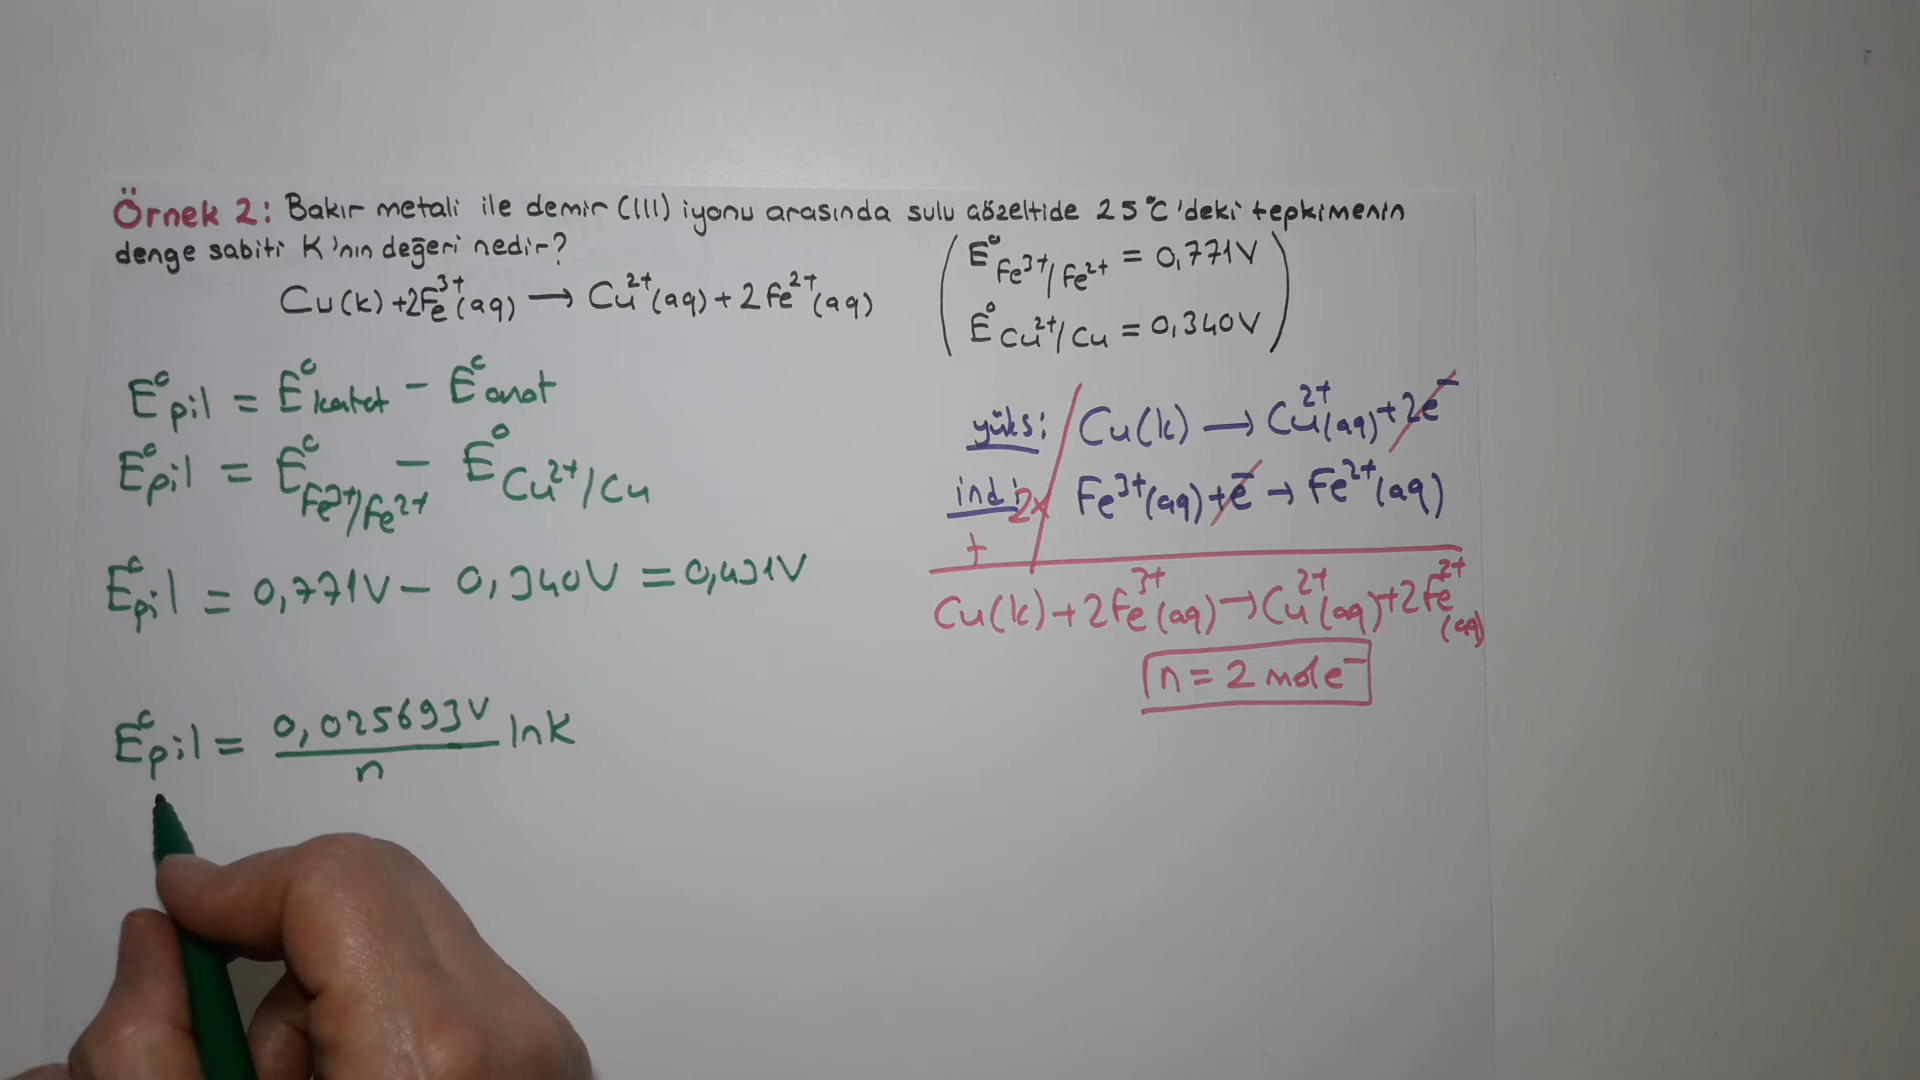 Örnek 2: Bakır metali ile demir (III) iyonu arasında sulu çözeltide 25°C'deki tepkimenin
denge sabiti K'nın değeri nedir?
Cu(k) + 2Fe³⁺(aq) → Cu²⁺(aq) + 2Fe²⁺(aq)
( E°Fe³⁺/Fe²⁺ = 0,771V
E°Cu²⁺/Cu = 0,340V )
E°pil = E°katot − E°anot
E°pil = E°Fe³⁺/Fe²⁺ − E°Cu²⁺/Cu
E°pil = 0,771V − 0,340V = 0,431V
E°pil = 0,025693V / n lnK
yüks: Cu(k) → Cu²⁺(aq) + 2e⁻
ind: 2x / Fe³⁺(aq) + e⁻ → Fe²⁺(aq)
+
Cu(k) + 2Fe³⁺(aq) → Cu²⁺(aq) + 2Fe²⁺(aq)
n = 2 mol e⁻